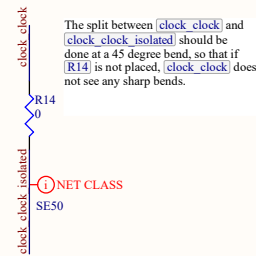 clock_clock
The split between clock_clock and
clock_clock_isolated should be
done at a 45 degree bend, so that if
R14 is not placed, clock_clock does
not see any sharp bends.
R14
0
clock_clock_isolated
i NET CLASS
SE50